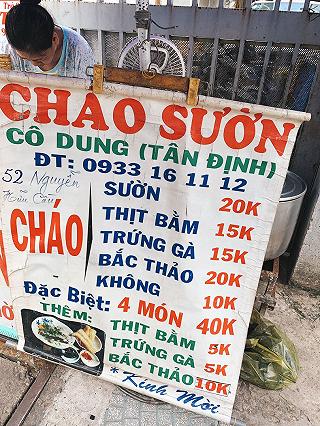 CHÁO SƯỜN
CÔ DUNG (TÂN ĐỊNH)
ĐT: 0933 16 11 12
52 Nguyễn
Hữu Cầu
CHÁO
SƯỜN 20K
THỊT BẰM 15K
TRỨNG GÀ 15K
BẮC THẢO 20K
KHÔNG 10K
Đặc Biệt: 4 MÓN 40K
THÊM: THỊT BẰM 5K
TRỨNG GÀ 5K
BẮC THẢO 10K
* Kính Mời